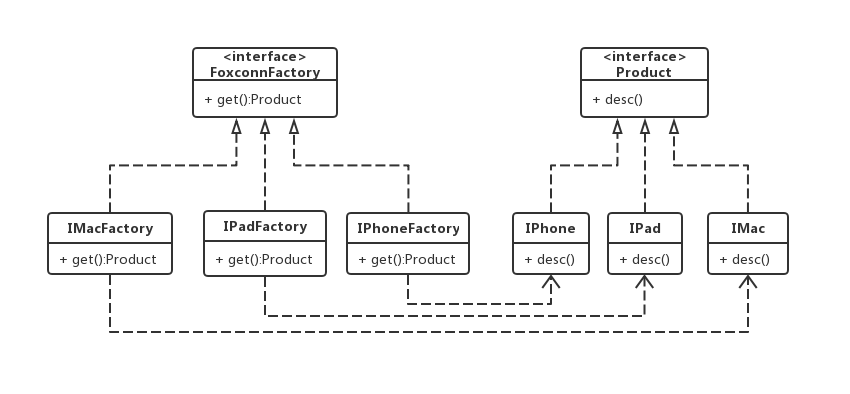 <interface>
FoxconnFactory
+ get():Product
<interface>
Product
+ desc()
IMacFactory
+ get():Product
IPadFactory
+ get():Product
IPhoneFactory
+ get():Product
IPhone
+ desc()
IPad
+ desc()
IMac
+ desc()